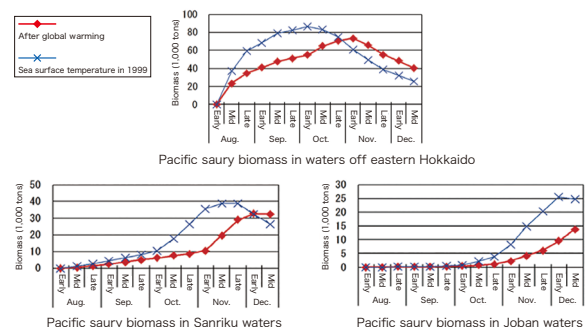 After global warming
Sea surface temperature in 1999
Biomass (1,000 tons)
100
80
60
40
20
0
Early Mid Late Early Mid Late Early Mid Late Early Mid Late Early Mid
Aug. Sep. Oct. Nov. Dec.
Pacific saury biomass in waters off eastern Hokkaido
Biomass (1,000 tons)
50
40
30
20
10
0
Early Mid Late Early Mid Late Early Mid Late Early Mid Late Early Mid
Aug. Sep. Oct. Nov. Dec.
Pacific saury biomass in Sanriku waters
Biomass (1,000 tons)
30
25
20
15
10
5
0
Early Mid Late Early Mid Late Early Mid Late Early Mid Late Early Mid
Aug. Sep. Oct. Nov. Dec.
Pacific saury biomass in Joban waters